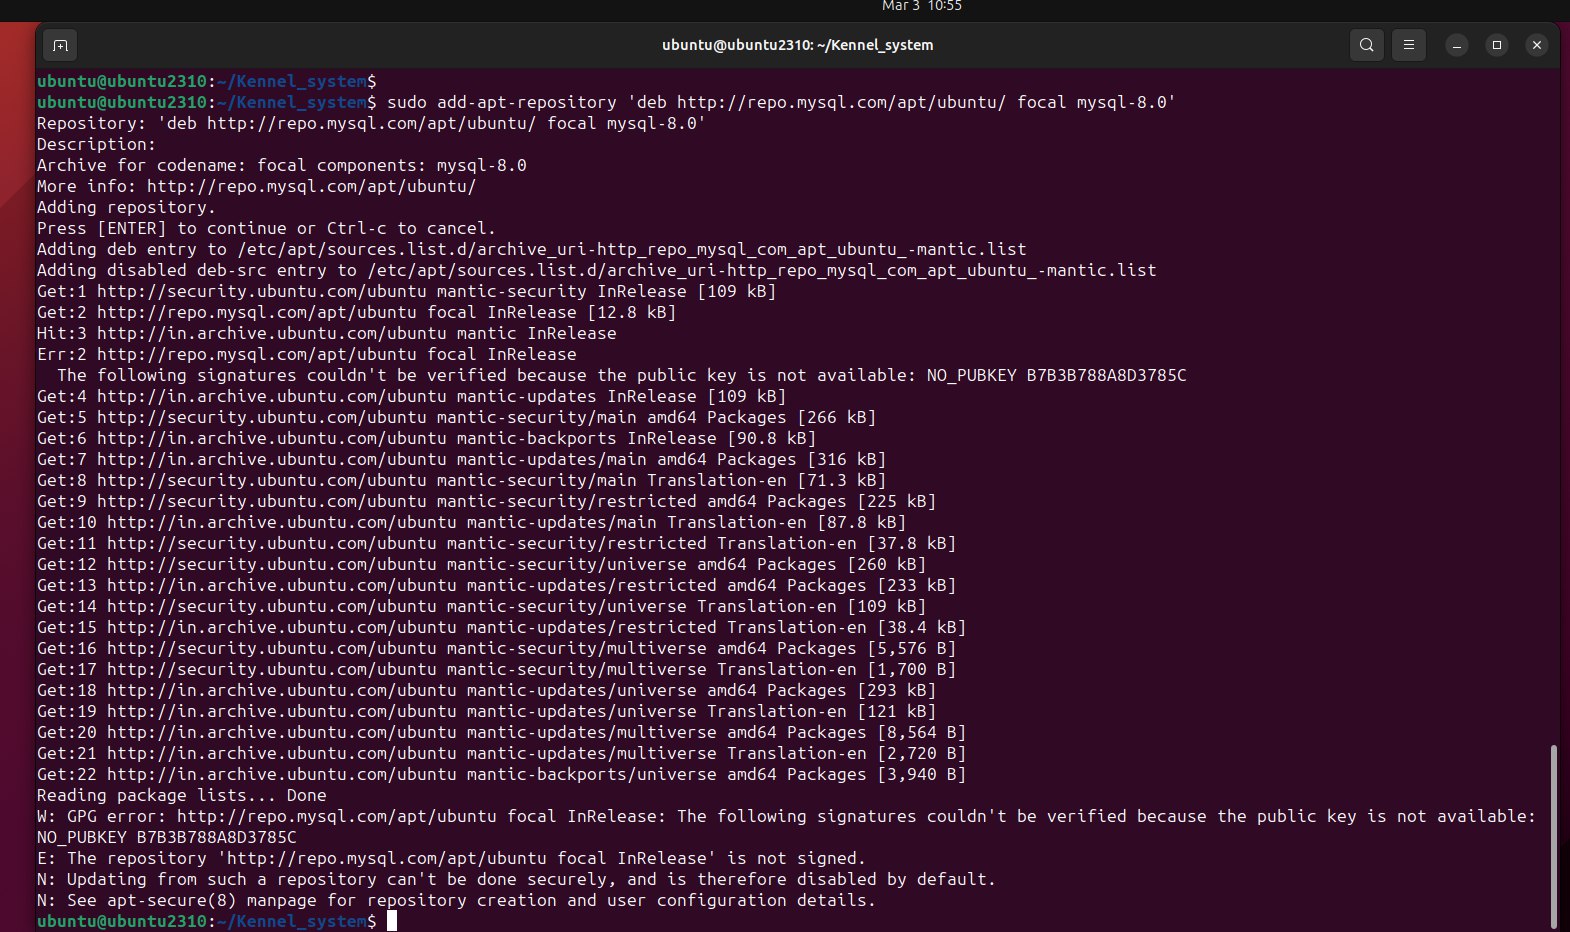 Mar 3 10:55
ubuntu@ubuntu2310: ~/Kennel_system
ubuntu@ubuntu2310:~/Kennel_system$
ubuntu@ubuntu2310:~/Kennel_system$ sudo add-apt-repository 'deb http://repo.mysql.com/apt/ubuntu/ focal mysql-8.0'
Repository: 'deb http://repo.mysql.com/apt/ubuntu/ focal mysql-8.0'
Description:
Archive for codename: focal components: mysql-8.0
More info: http://repo.mysql.com/apt/ubuntu/
Adding repository.
Press [ENTER] to continue or Ctrl-c to cancel.
Adding deb entry to /etc/apt/sources.list.d/archive_uri-http_repo_mysql_com_apt_ubuntu_-mantic.list
Adding disabled deb-src entry to /etc/apt/sources.list.d/archive_uri-http_repo_mysql_com_apt_ubuntu_-mantic.list
Get:1 http://security.ubuntu.com/ubuntu mantic-security InRelease [109 kB]
Get:2 http://repo.mysql.com/apt/ubuntu focal InRelease [12.8 kB]
Hit:3 http://in.archive.ubuntu.com/ubuntu mantic InRelease
Err:2 http://repo.mysql.com/apt/ubuntu focal InRelease
  The following signatures couldn't be verified because the public key is not available: NO_PUBKEY B7B3B788A8D3785C
Get:4 http://in.archive.ubuntu.com/ubuntu mantic-updates InRelease [109 kB]
Get:5 http://security.ubuntu.com/ubuntu mantic-security/main amd64 Packages [266 kB]
Get:6 http://in.archive.ubuntu.com/ubuntu mantic-backports InRelease [90.8 kB]
Get:7 http://in.archive.ubuntu.com/ubuntu mantic-updates/main amd64 Packages [316 kB]
Get:8 http://security.ubuntu.com/ubuntu mantic-security/main Translation-en [71.3 kB]
Get:9 http://security.ubuntu.com/ubuntu mantic-security/restricted amd64 Packages [225 kB]
Get:10 http://in.archive.ubuntu.com/ubuntu mantic-updates/main Translation-en [87.8 kB]
Get:11 http://security.ubuntu.com/ubuntu mantic-security/restricted Translation-en [37.8 kB]
Get:12 http://security.ubuntu.com/ubuntu mantic-security/universe amd64 Packages [260 kB]
Get:13 http://in.archive.ubuntu.com/ubuntu mantic-updates/restricted amd64 Packages [233 kB]
Get:14 http://security.ubuntu.com/ubuntu mantic-security/universe Translation-en [109 kB]
Get:15 http://in.archive.ubuntu.com/ubuntu mantic-updates/restricted Translation-en [38.4 kB]
Get:16 http://security.ubuntu.com/ubuntu mantic-security/multiverse amd64 Packages [5,576 B]
Get:17 http://security.ubuntu.com/ubuntu mantic-security/multiverse Translation-en [1,700 B]
Get:18 http://in.archive.ubuntu.com/ubuntu mantic-updates/universe amd64 Packages [293 kB]
Get:19 http://in.archive.ubuntu.com/ubuntu mantic-updates/universe Translation-en [121 kB]
Get:20 http://in.archive.ubuntu.com/ubuntu mantic-updates/multiverse amd64 Packages [8,564 B]
Get:21 http://in.archive.ubuntu.com/ubuntu mantic-updates/multiverse Translation-en [2,720 B]
Get:22 http://in.archive.ubuntu.com/ubuntu mantic-backports/universe amd64 Packages [3,940 B]
Reading package lists... Done
W: GPG error: http://repo.mysql.com/apt/ubuntu focal InRelease: The following signatures couldn't be verified because the public key is not available:
NO_PUBKEY B7B3B788A8D3785C
E: The repository 'http://repo.mysql.com/apt/ubuntu focal InRelease' is not signed.
N: Updating from such a repository can't be done securely, and is therefore disabled by default.
N: See apt-secure(8) manpage for repository creation and user configuration details.
ubuntu@ubuntu2310:~/Kennel_system$